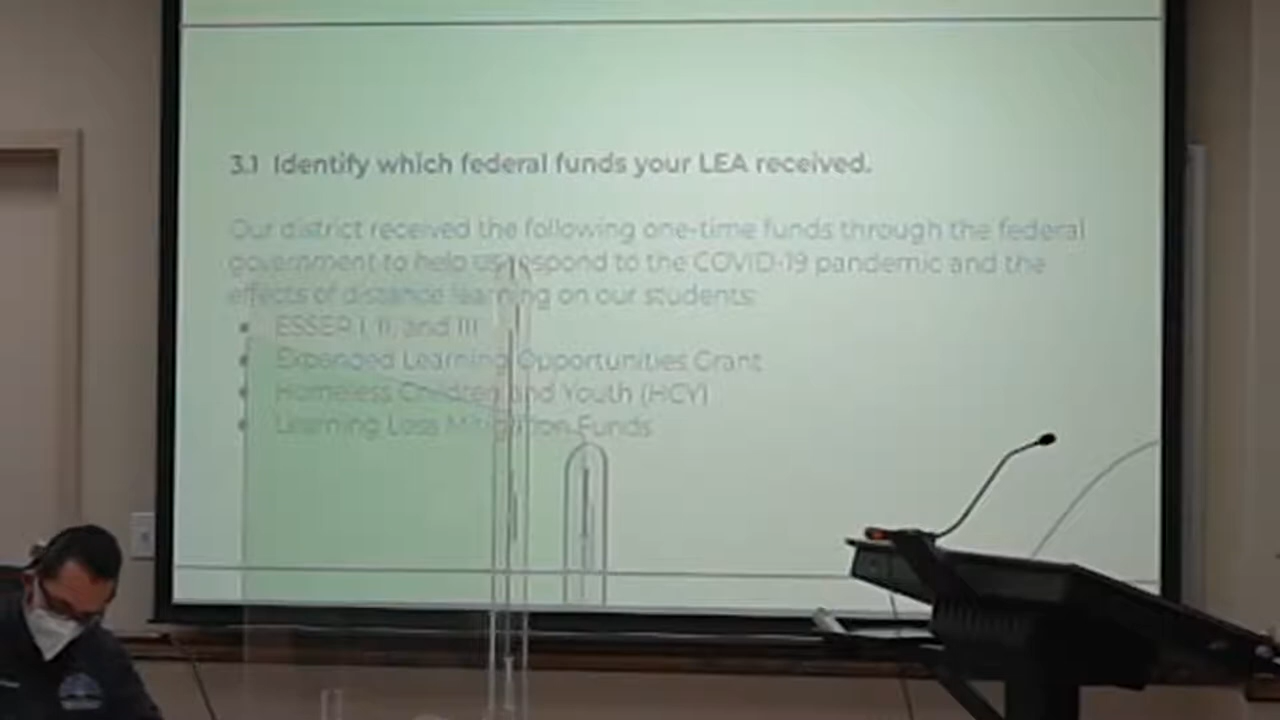 3.1 Identify which federal funds your LEA received.
Our district received the following one-time funds through the federal
government to help us respond to the COVID-19 pandemic and the
effects of distance learning on our students:
• ESSER I, II, and III
• Expanded Learning Opportunities Grant
• Homeless Children and Youth (HCY)
• Learning Loss Mitigation Funds